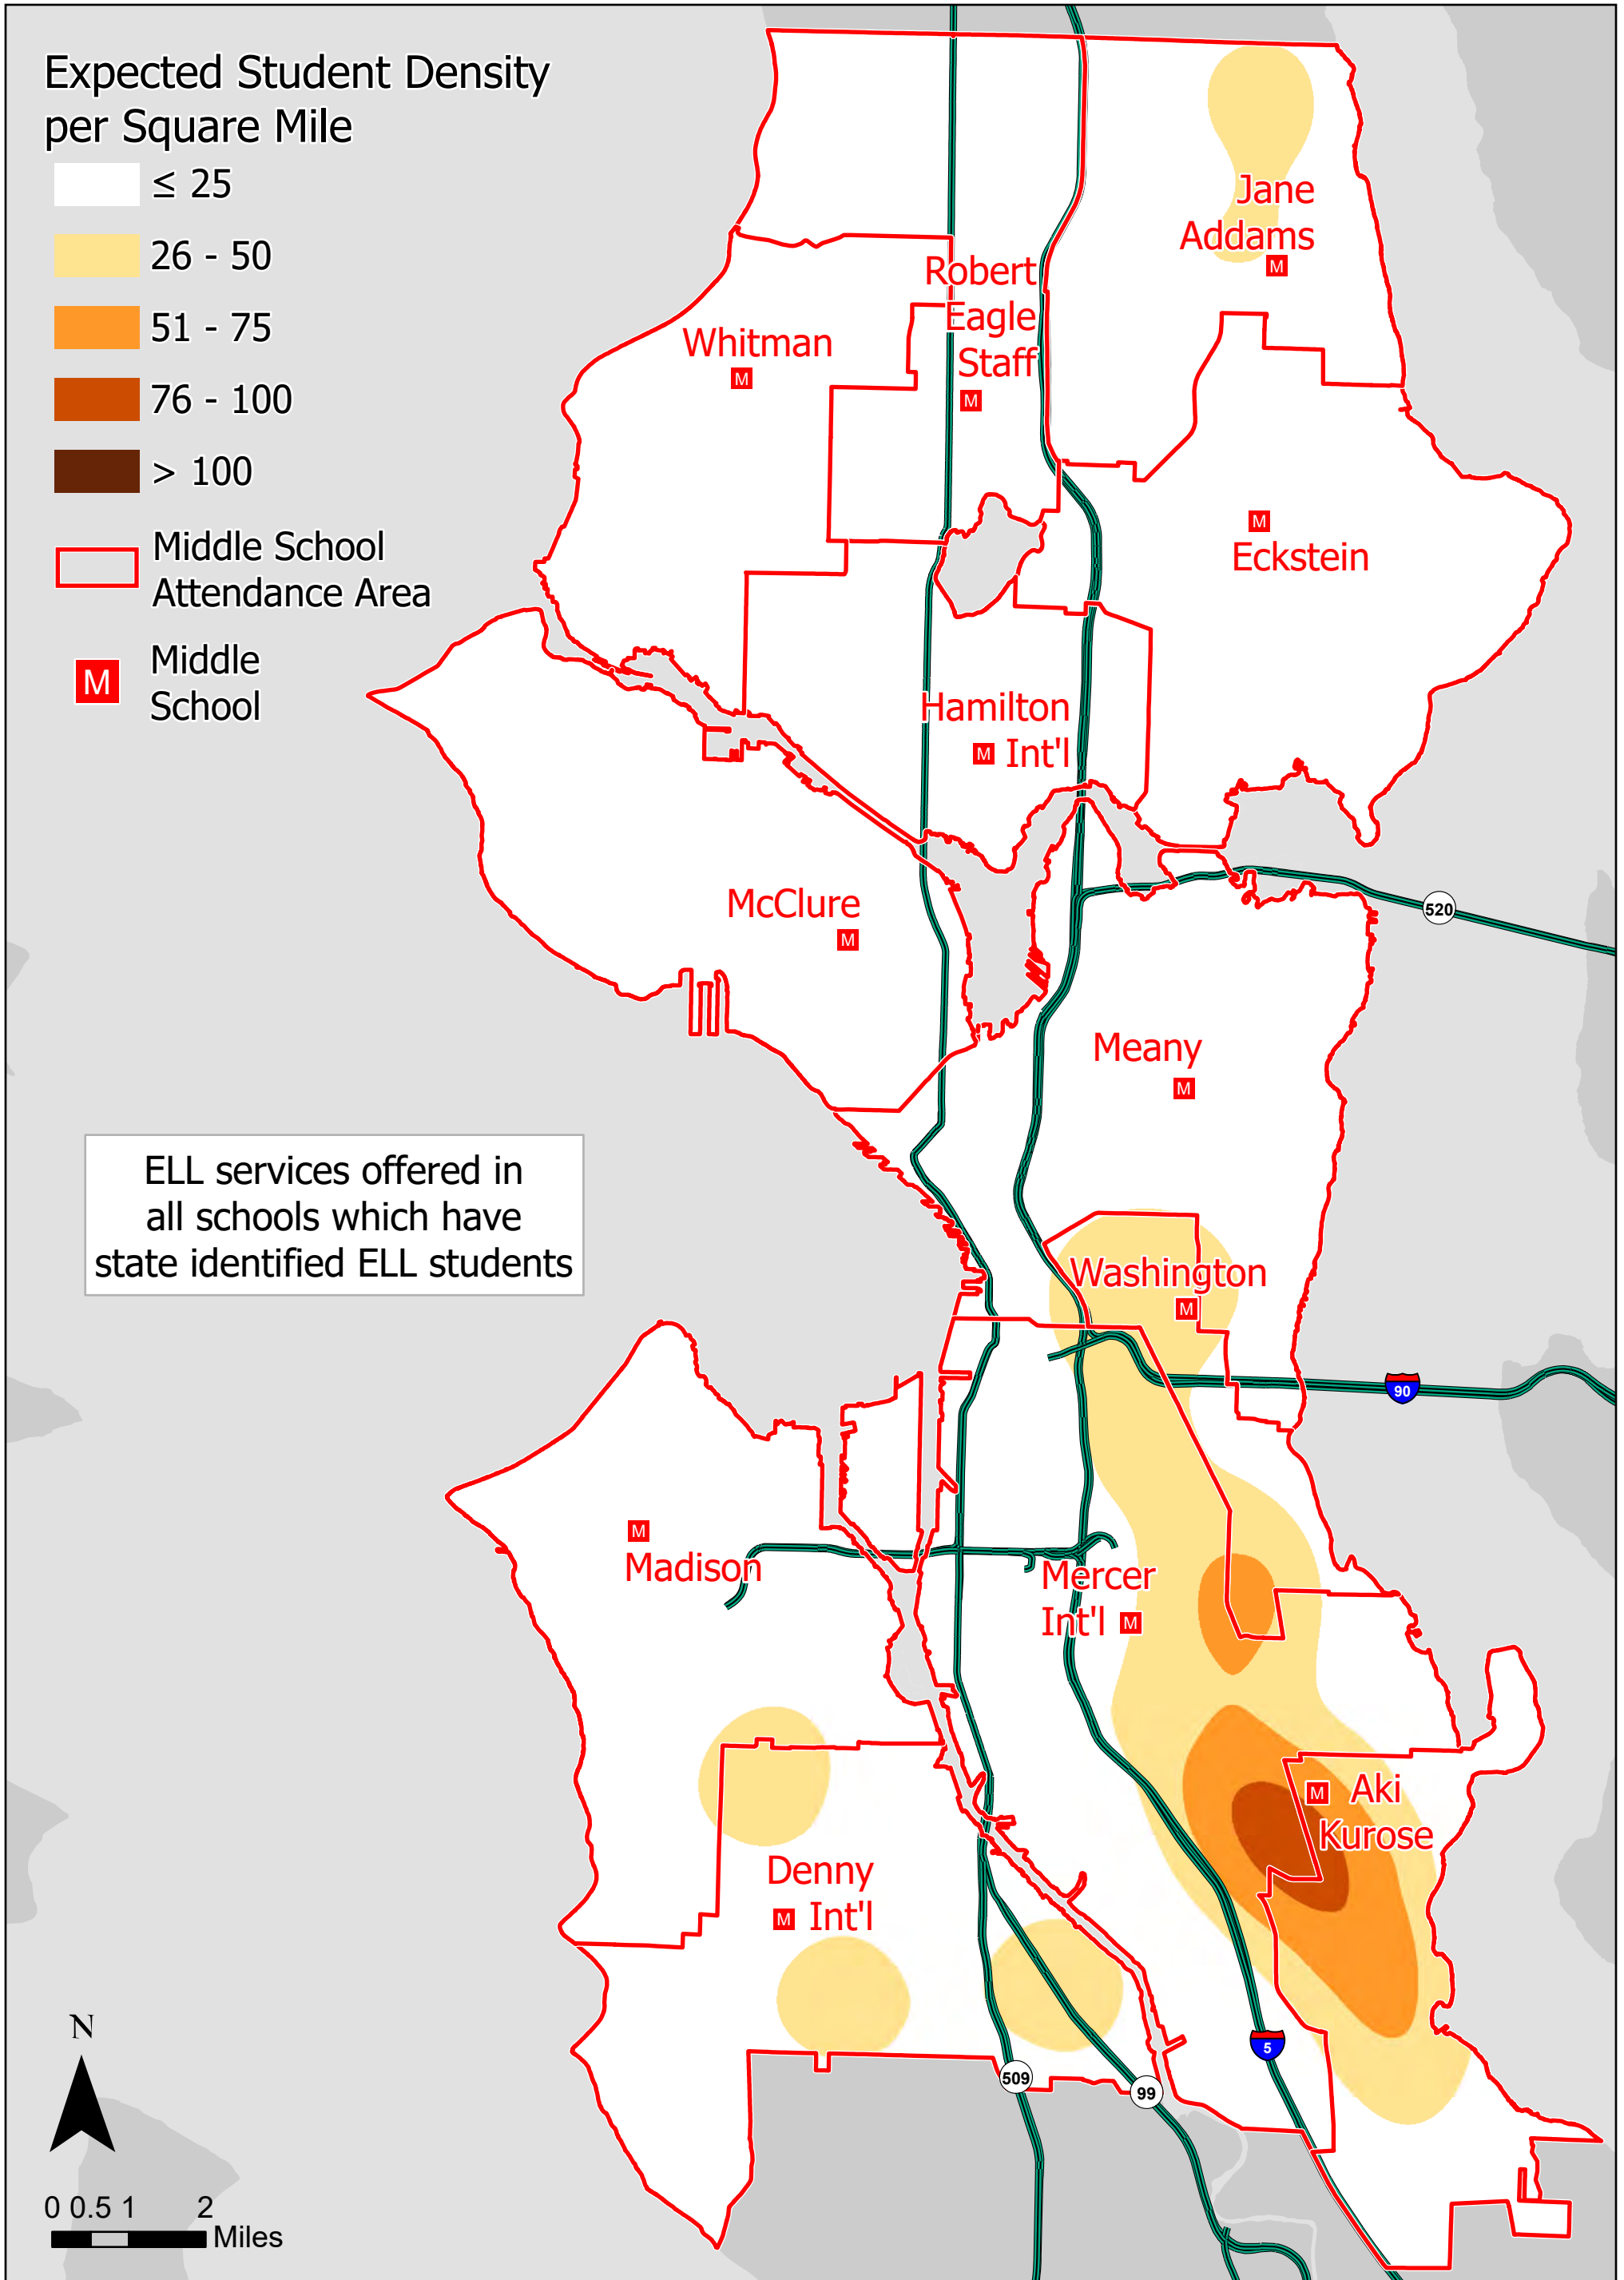 Expected Student Density
per Square Mile
≤ 25
26 - 50
51 - 75
76 - 100
> 100
Middle School
Attendance Area
M
Middle
School
Jane
Addams
M
Robert
Eagle
Staff
M
Whitman
M
M
Eckstein
Hamilton
M Int'l
McClure
M
520
Meany
M
ELL services offered in
all schools which have
state identified ELL students
Washington
M
90
M
Madison
Mercer
Int'l M
M Aki
Kurose
Denny
M Int'l
5
509
99
N
0 0.5 1 2
Miles